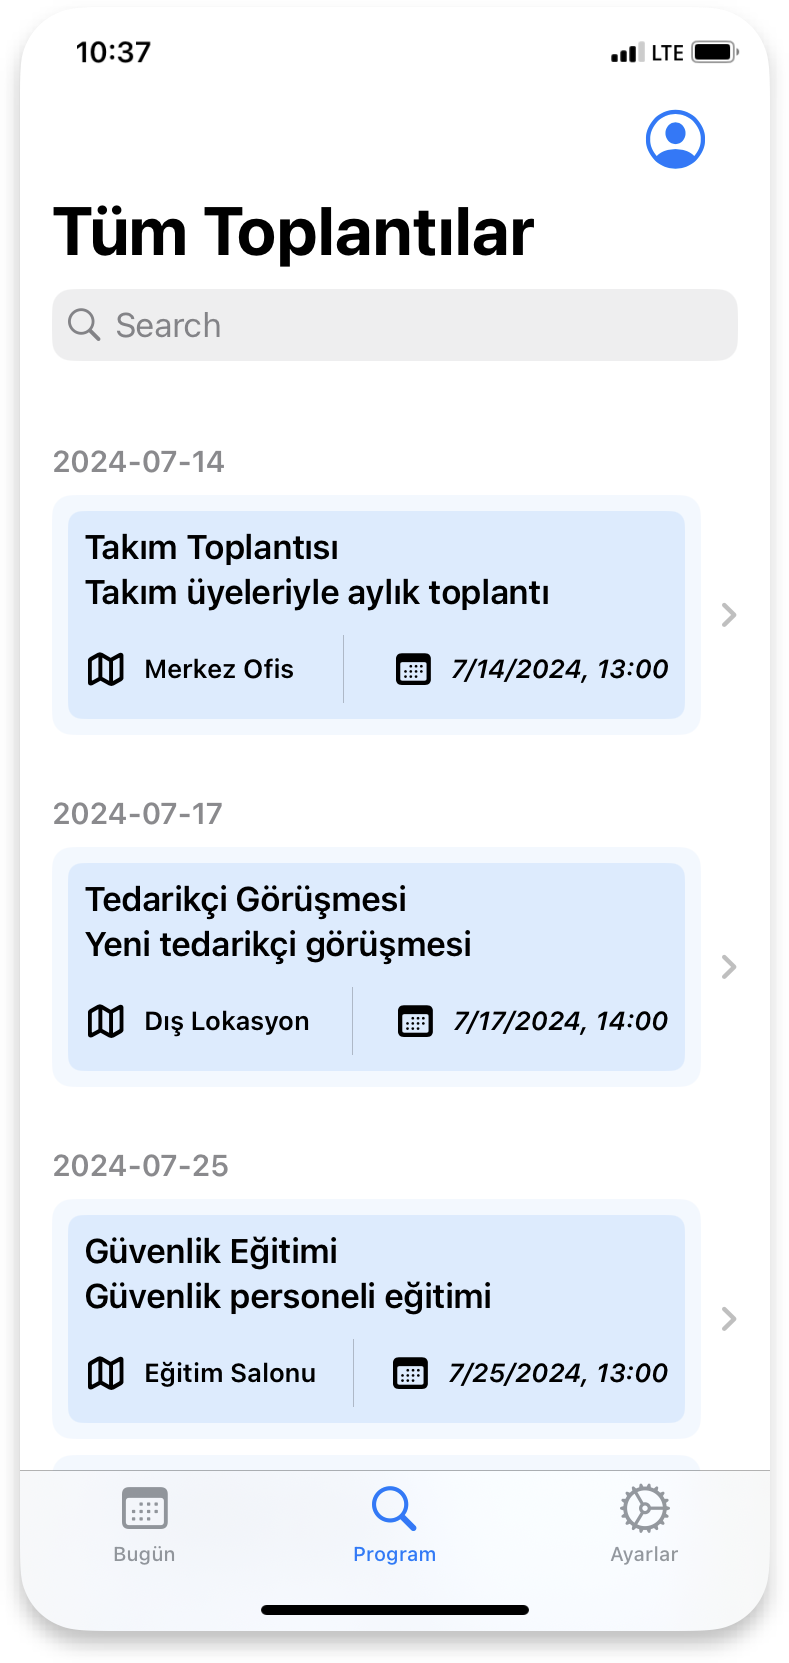 10:37
LTE
Tüm Toplantılar
Search
2024-07-14
Takım Toplantısı
Takım üyeleriyle aylık toplantı
Merkez Ofis
7/14/2024, 13:00
2024-07-17
Tedarikçi Görüşmesi
Yeni tedarikçi görüşmesi
Dış Lokasyon
7/17/2024, 14:00
2024-07-25
Güvenlik Eğitimi
Güvenlik personeli eğitimi
Eğitim Salonu
7/25/2024, 13:00
Bugün
Program
Ayarlar